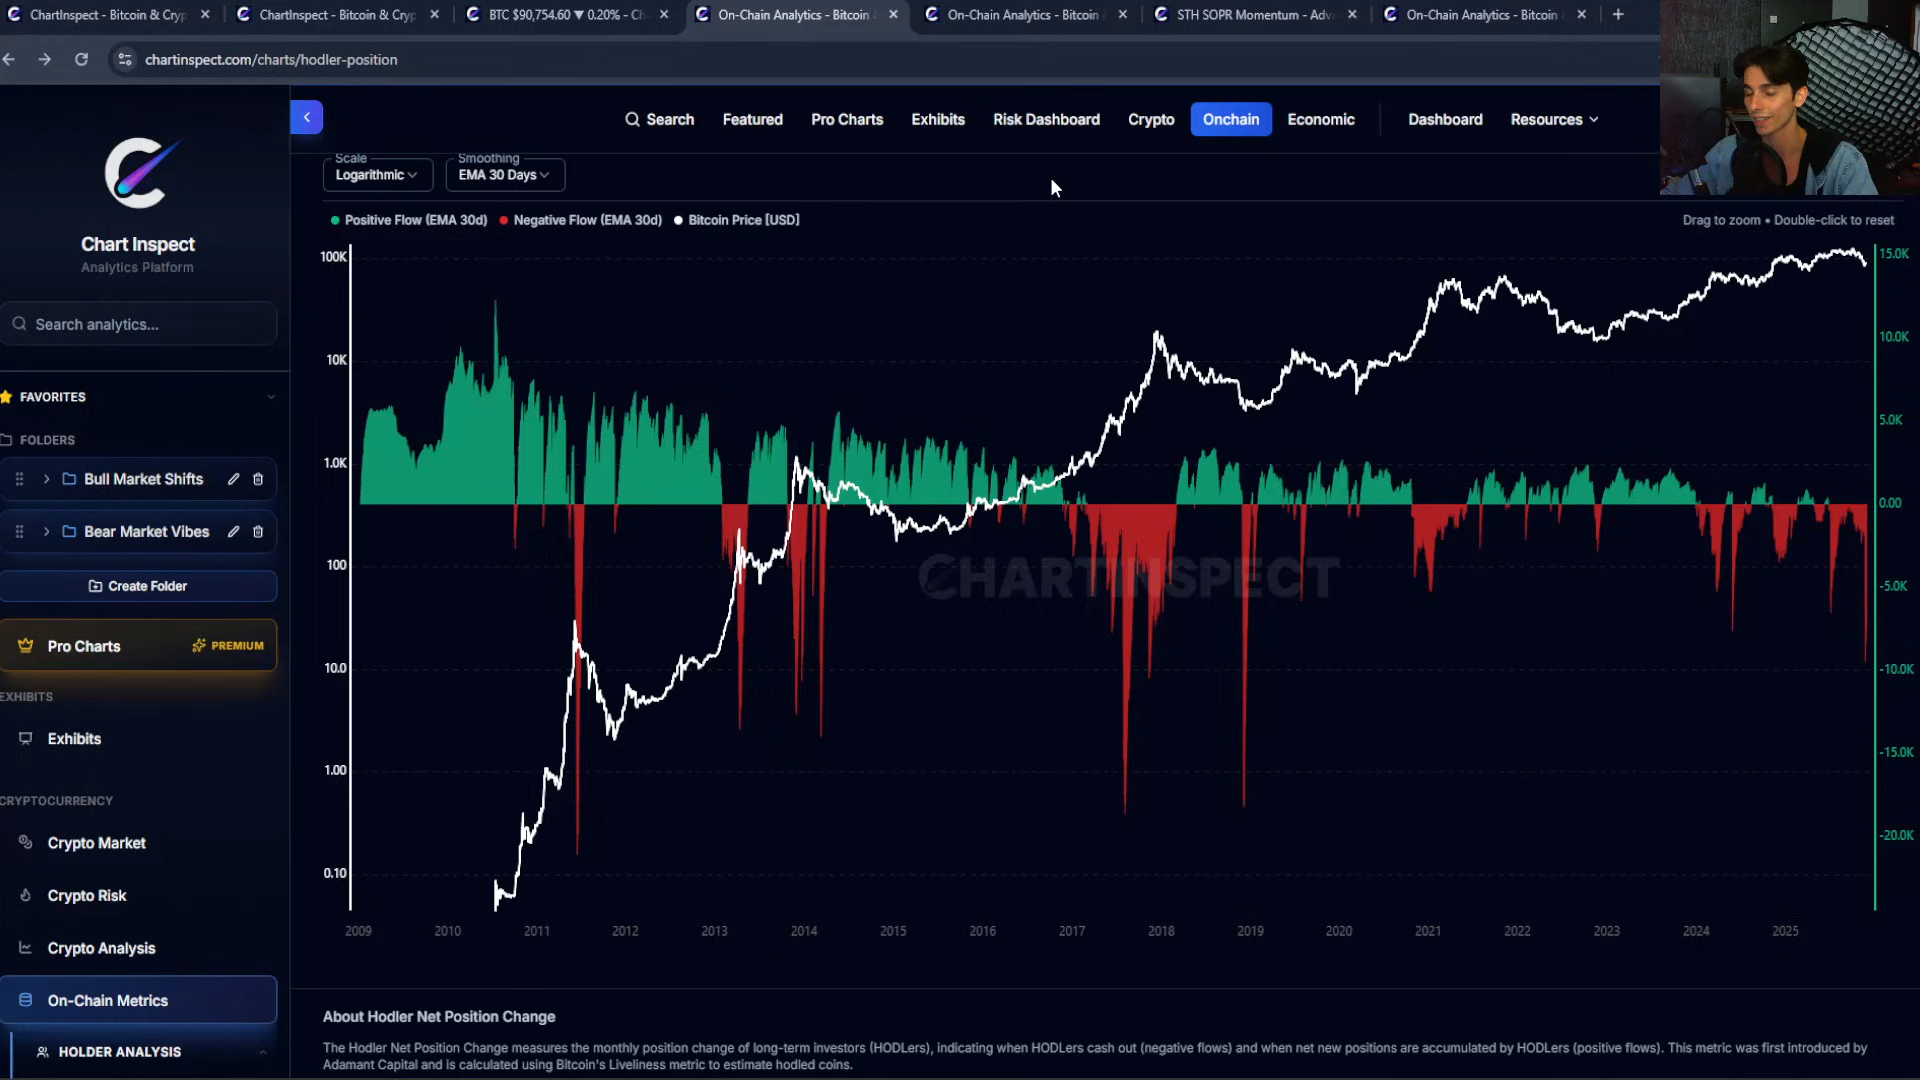 ChartInspect - Bitcoin & Cryp
ChartInspect - Bitcoin & Cryp
BTC $90,754.60 ▼ 0.20% - Ch
On-Chain Analytics - Bitcoin
On-Chain Analytics - Bitcoin
STH SOPR Momentum - Adv
On-Chain Analytics - Bitcoin
chartinspect.com/charts/hodler-position
Search
Featured
Pro Charts
Exhibits
Risk Dashboard
Crypto
Onchain
Economic
Dashboard
Resources
Chart Inspect
Analytics Platform
Search analytics...
FAVORITES
FOLDERS
Bull Market Shifts
Bear Market Vibes
Create Folder
Pro Charts
PREMIUM
EXHIBITS
Exhibits
CRYPTOCURRENCY
Crypto Market
Crypto Risk
Crypto Analysis
On-Chain Metrics
HOLDER ANALYSIS
Scale
Logarithmic
Smoothing
EMA 30 Days
Positive Flow (EMA 30d)
Negative Flow (EMA 30d)
Bitcoin Price [USD]
Drag to zoom • Double-click to reset
100K
10K
1.0K
100
10.0
1.00
0.10
15.0K
10.0K
5.0K
0.00
-5.0K
-10.0K
-15.0K
-20.0K
CHARTINSPECT
2009
2010
2011
2012
2013
2014
2015
2016
2017
2018
2019
2020
2021
2022
2023
2024
2025
About Hodler Net Position Change
The Hodler Net Position Change measures the monthly position change of long-term investors (HODLers), indicating when HODLers cash out (negative flows) and when net new positions are accumulated by HODLers (positive flows). This metric was first introduced by
Adamant Capital and is calculated using Bitcoin's Liveliness metric to estimate hodled coins.